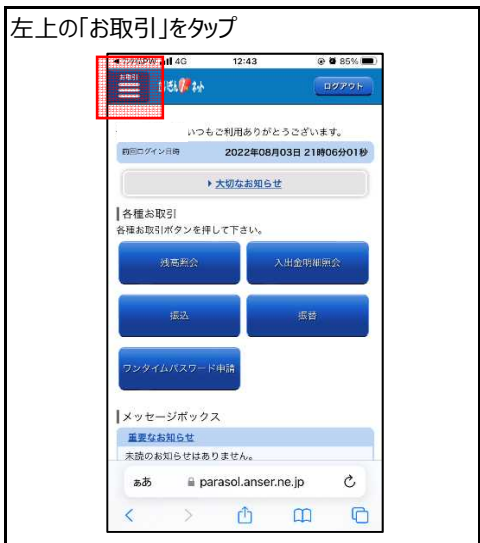 左上の「お取引」をタップ
4G 12:43 85%
お取引
ログアウト
いつもご利用ありがとうございます。
前回ログイン日時 2022年08月03日 21時06分01秒
大切なお知らせ
各種お取引
各種お取引ボタンを押して下さい。
残高照会 入出金明細照会
振込 振替
ワンタイムパスワード申請
メッセージボックス
重要なお知らせ
未読のお知らせはありません。
ぁあ parasol.anser.ne.jp